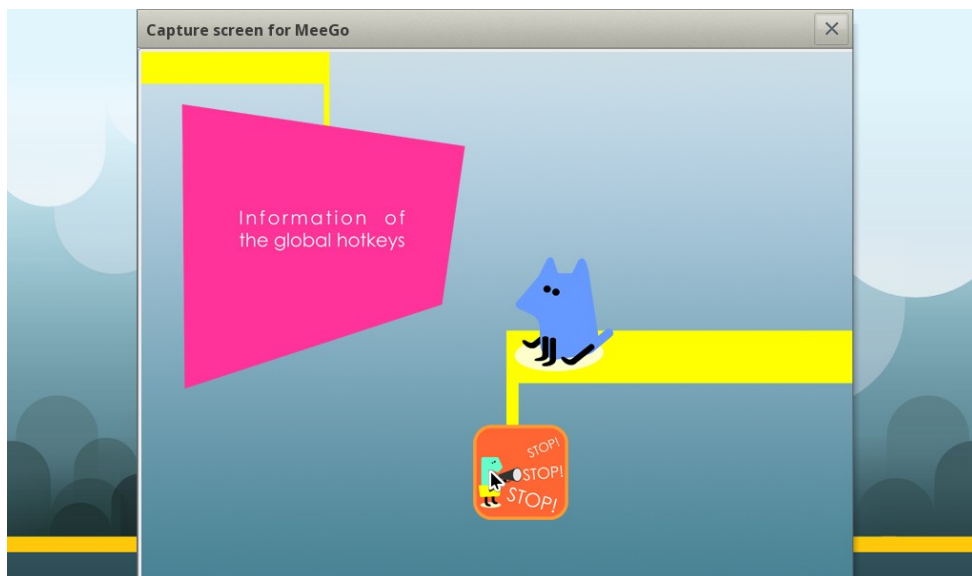 Capture screen for MeeGo
Information of
the global hotkeys
STOP!
STOP!
STOP!